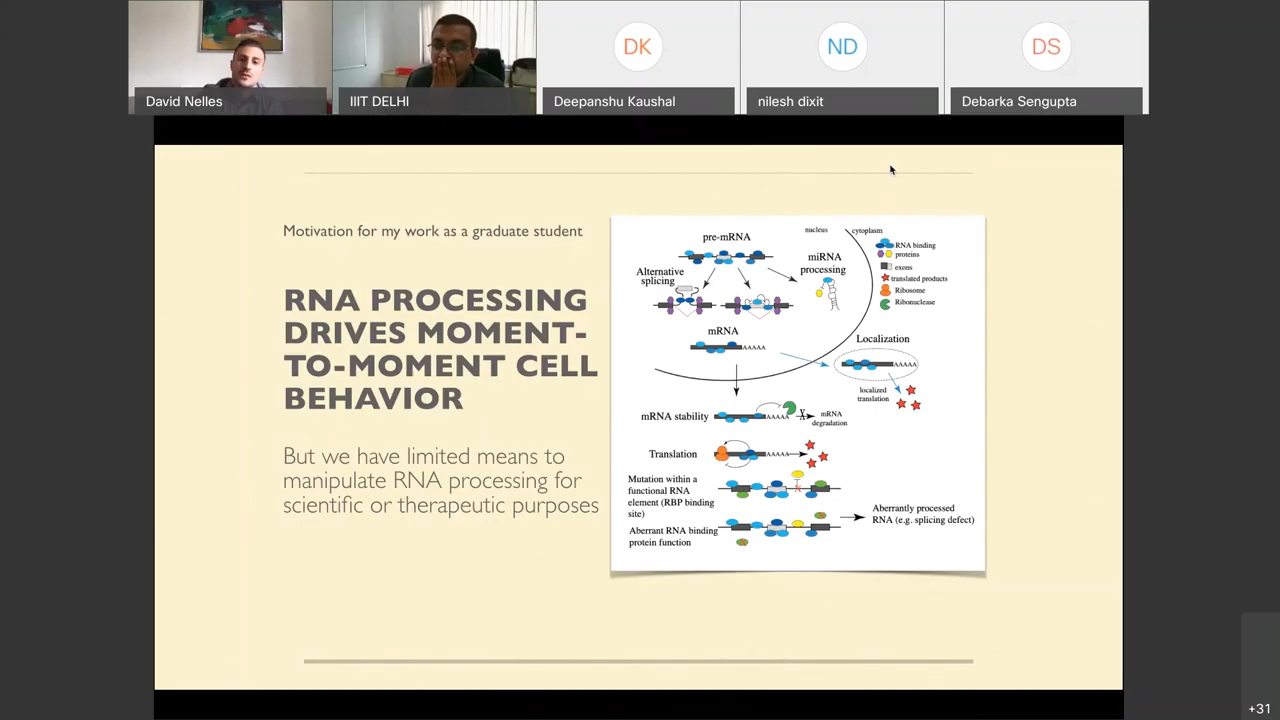 DK
ND
DS
David Nelles
IIIT DELHI
Deepanshu Kaushal
nilesh dixit
Debarka Sengupta
Motivation for my work as a graduate student
RNA PROCESSING
DRIVES MOMENT-
TO-MOMENT CELL
BEHAVIOR
But we have limited means to
manipulate RNA processing for
scientific or therapeutic purposes
pre-mRNA
nucleus
cytoplasm
Alternative
splicing
miRNA
processing
RNA binding
proteins
exons
translated products
Ribosome
Ribonuclease
mRNA
AAAAA
Localization
AAAAA
localized
translation
mRNA stability
AAAAA
X
mRNA
degradation
Translation
AAAAA
Mutation within a
functional RNA
element (RBP binding
site)
X
Aberrant RNA binding
protein function
Aberrantly processed
RNA (e.g. splicing defect)
+31